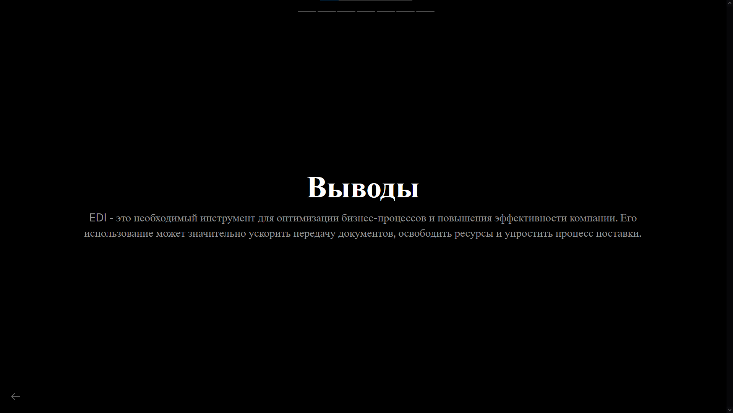 Выводы
EDI - это необходимый инструмент для оптимизации бизнес-процессов и повышения эффективности компании. Его
использование может значительно ускорить передачу документов, освободить ресурсы и упростить процесс поставки.